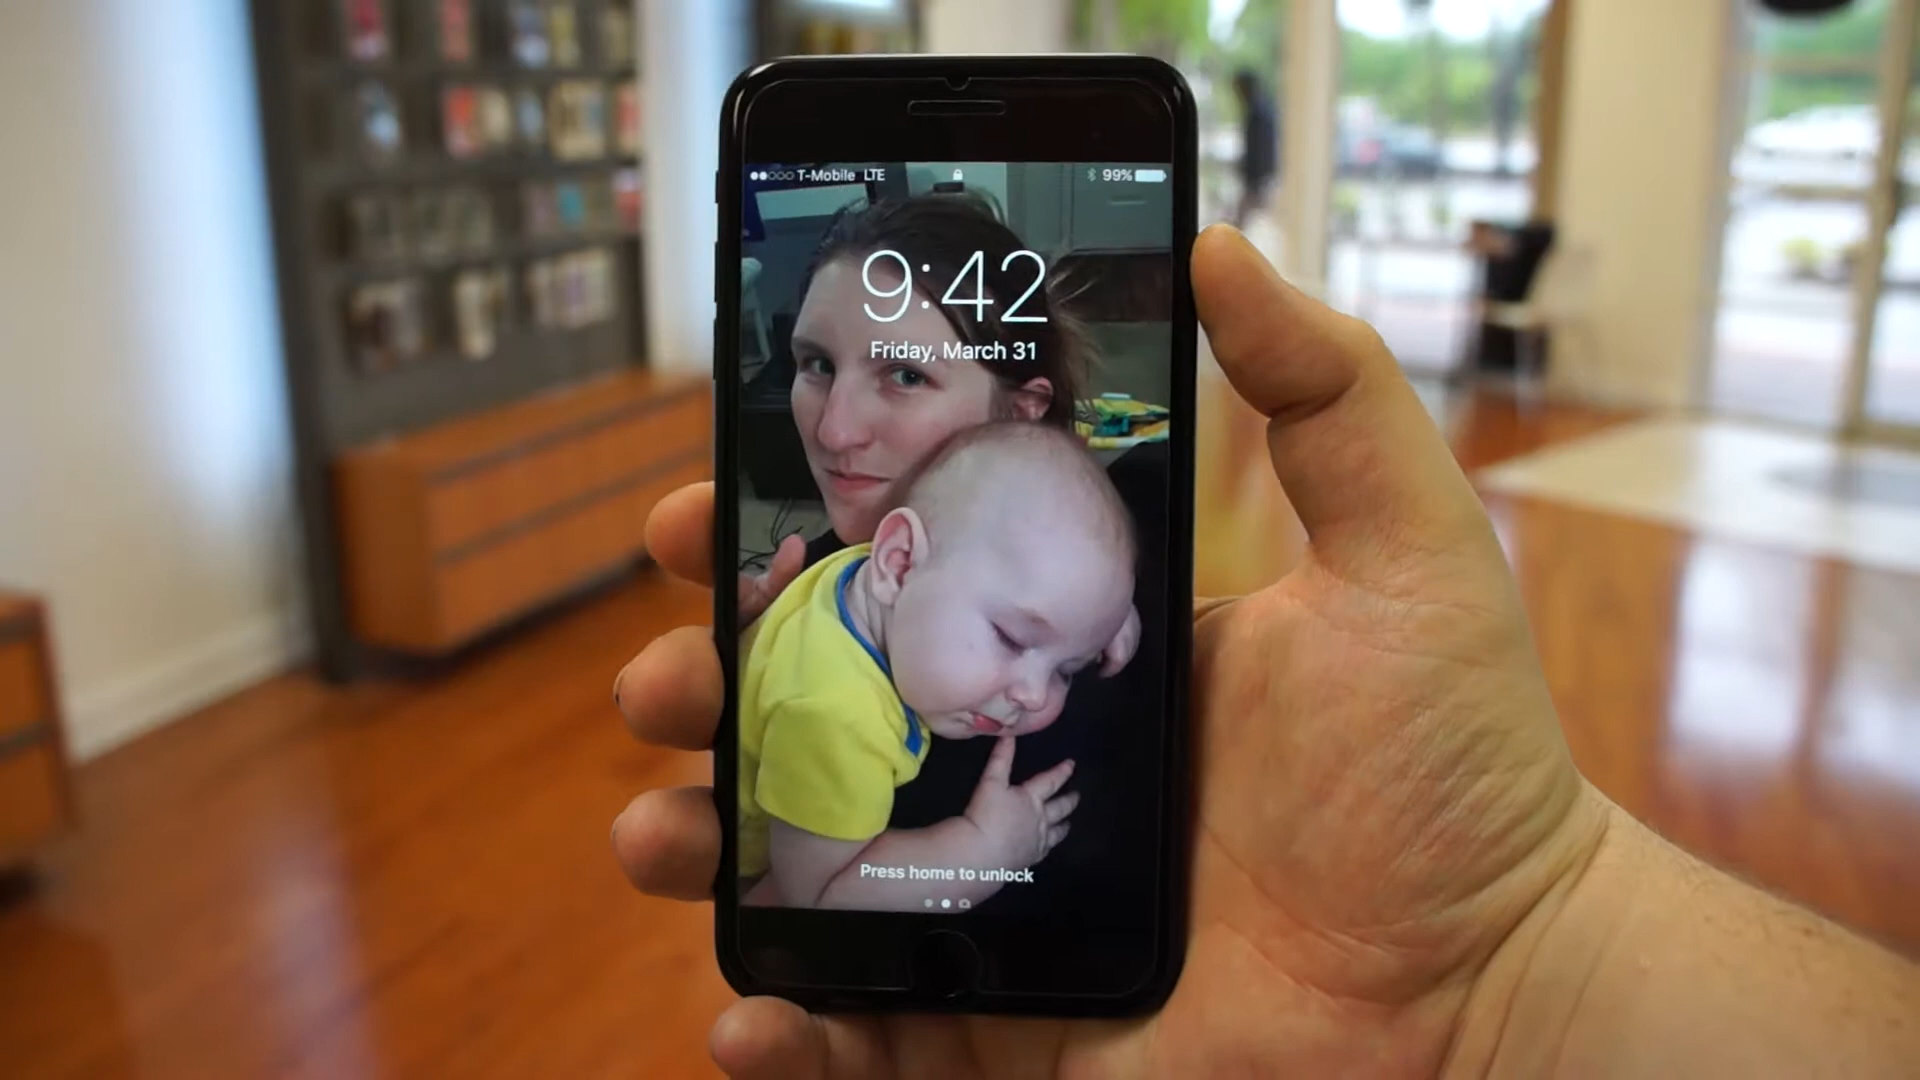 T-Mobile LTE 99%
9:42
Friday, March 31
Press home to unlock